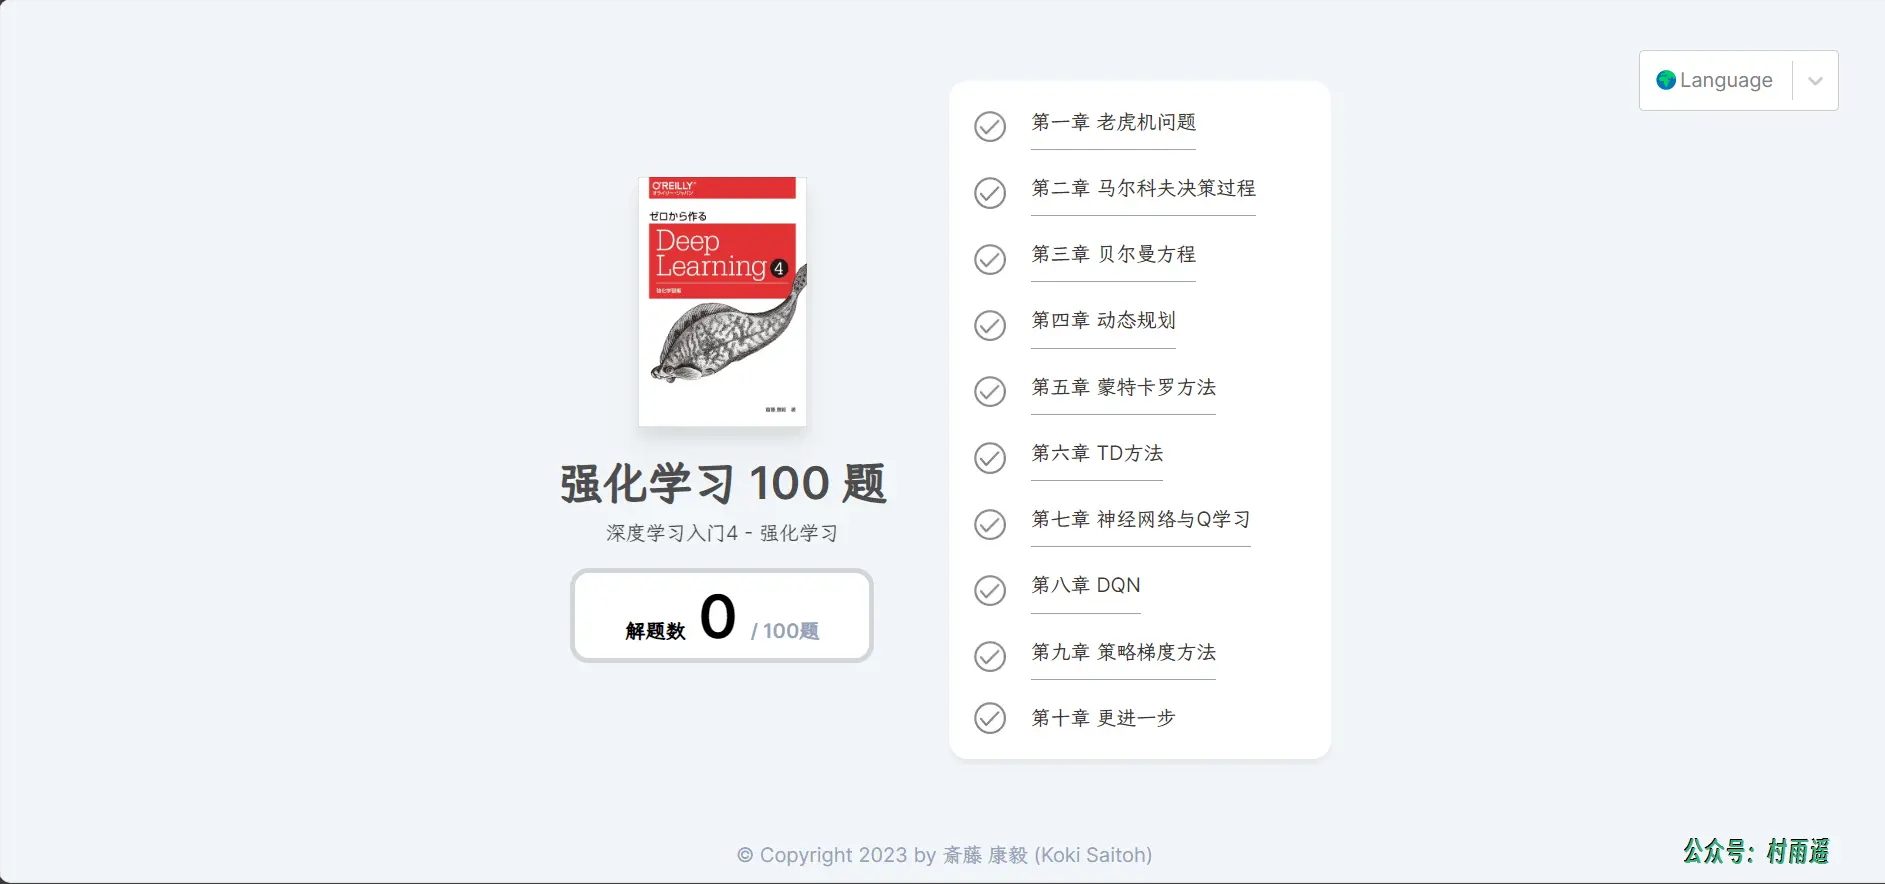 Language
O'REILLY
オライリー・ジャパン
ゼロから作る
Deep
Learning 4
強化学習編
斎藤 康毅 著
强化学习 100 题
深度学习入门4 - 强化学习
解题数 0 / 100题
第一章 老虎机问题
第二章 马尔科夫决策过程
第三章 贝尔曼方程
第四章 动态规划
第五章 蒙特卡罗方法
第六章 TD方法
第七章 神经网络与Q学习
第八章 DQN
第九章 策略梯度方法
第十章 更进一步
© Copyright 2023 by 斎藤 康毅 (Koki Saitoh)
公众号：村雨遥